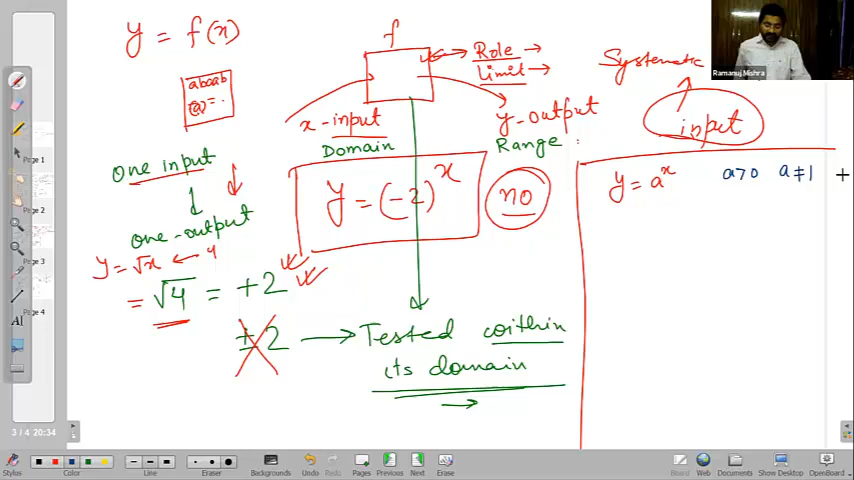 y = f(x)
f
abab
(a) = .
Role →
Limit →
x-input
Domain
y-output
Range
Systematic
input
one input
↓
one-output
y = √x ← 4
= √4 = +2
±2 → Tested within
its domain
→
y = (-2)^x
no
y = a^x a>0 a≠1
Ramanuj Mishra
Page 1
Page 2
Page 3
Page 4
3 / 4 20:34
Stylus
Color
Line
Eraser
Backgrounds
Undo
Redo
Pages
Previous
Next
Erase
Board
Web
Documents
Show Desktop
OpenBoard